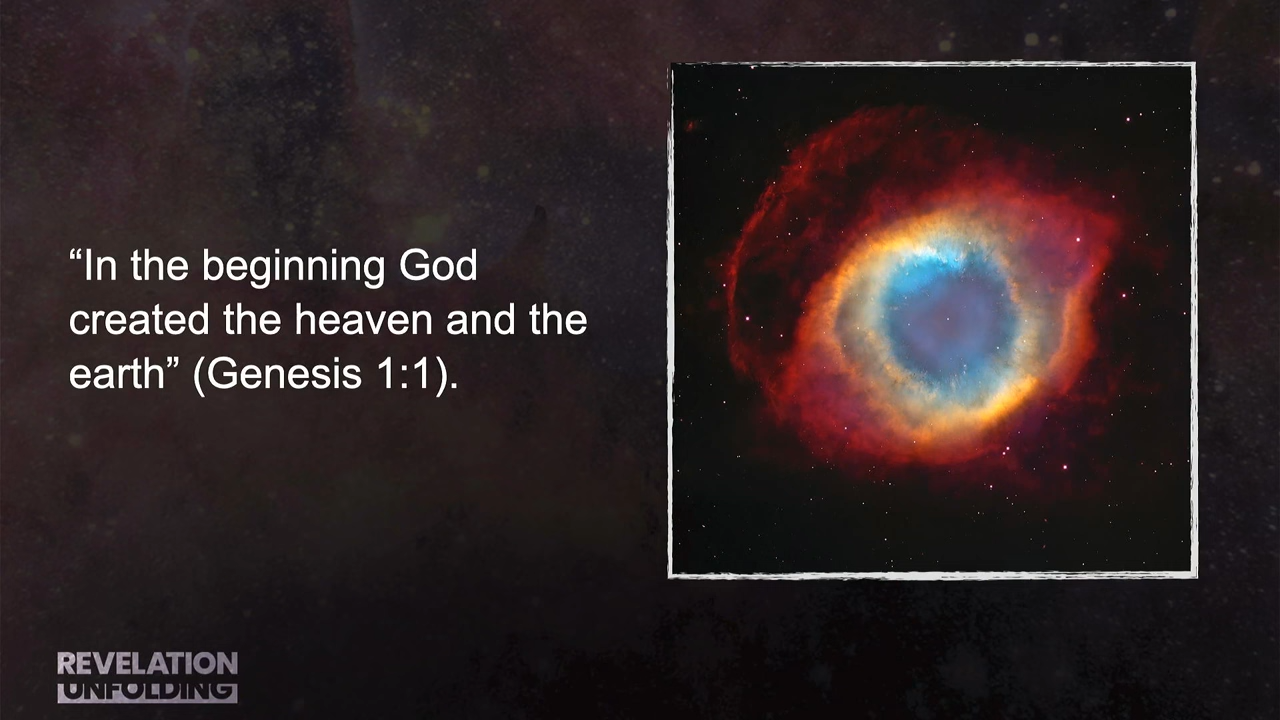 “In the beginning God
created the heaven and the
earth” (Genesis 1:1).
REVELATION
UNFOLDING